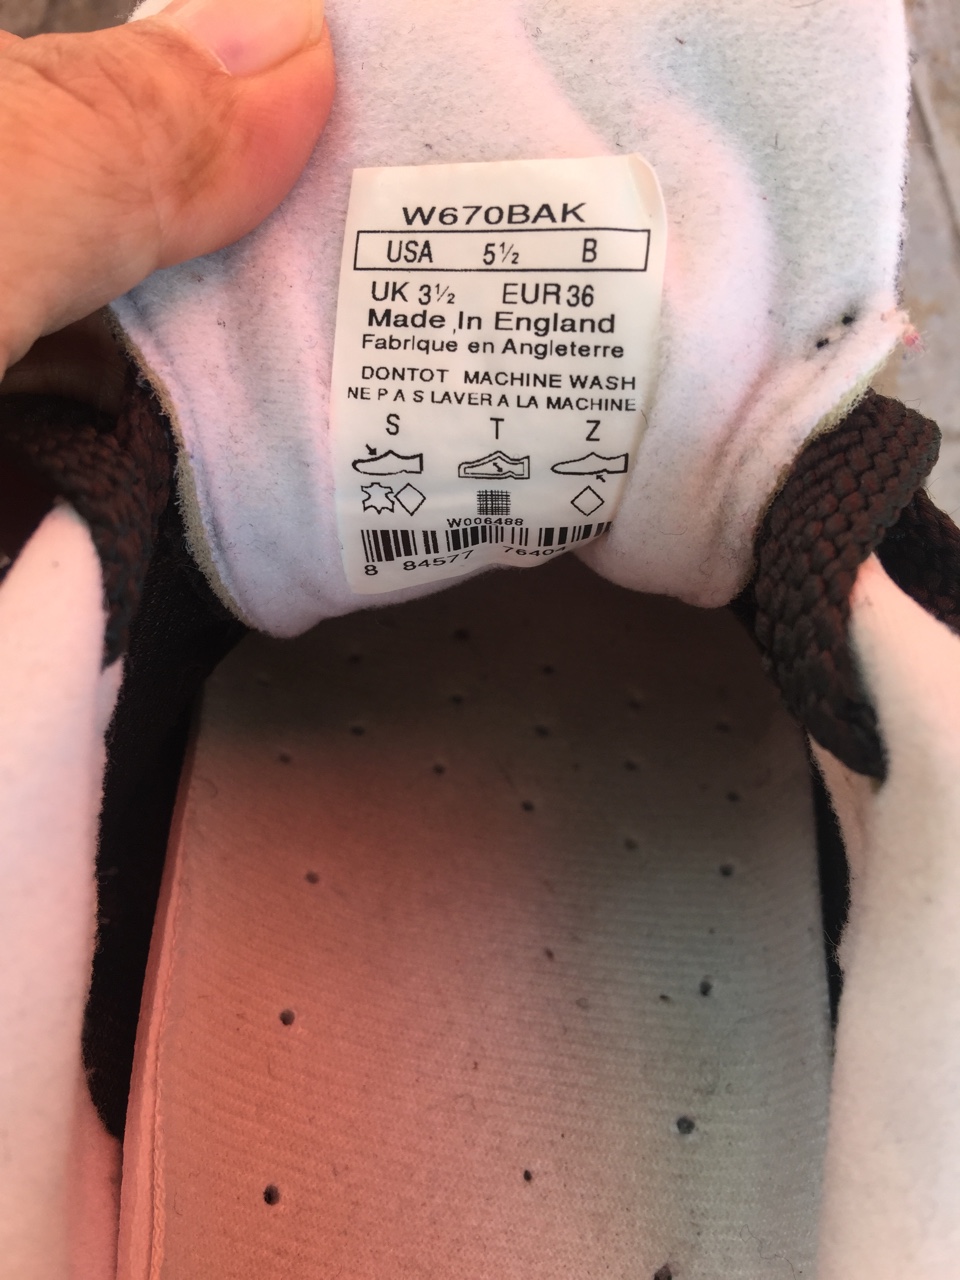 W670BAK
USA 5½ B
UK 3½ EUR 36
Made In England
Fabrique en Angleterre
DONTOT MACHINE WASH
NE P A S LAVER A LA MACHINE
S T Z
W006488
8 84577 76404